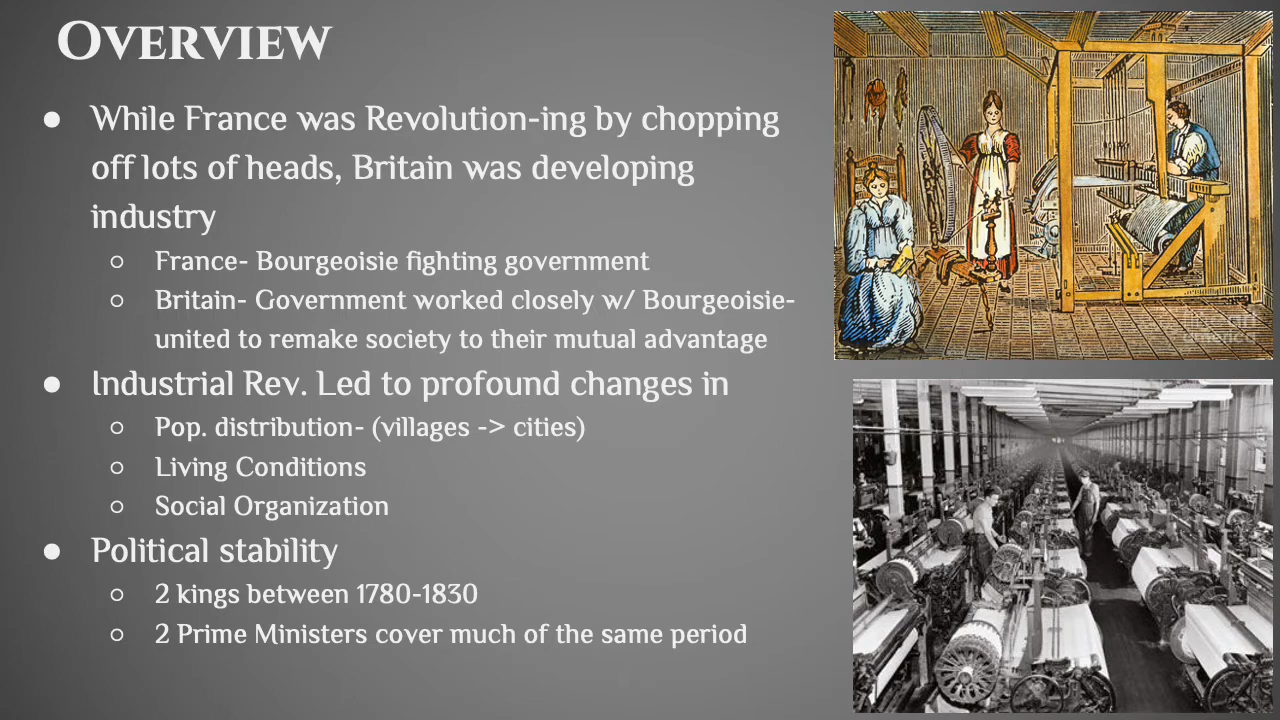 Overview
● While France was Revolution-ing by chopping
off lots of heads, Britain was developing
industry
○ France- Bourgeoisie fighting government
○ Britain- Government worked closely w/ Bourgeoisie-
united to remake society to their mutual advantage
● Industrial Rev. Led to profound changes in
○ Pop. distribution- (villages -> cities)
○ Living Conditions
○ Social Organization
● Political stability
○ 2 kings between 1780-1830
○ 2 Prime Ministers cover much of the same period